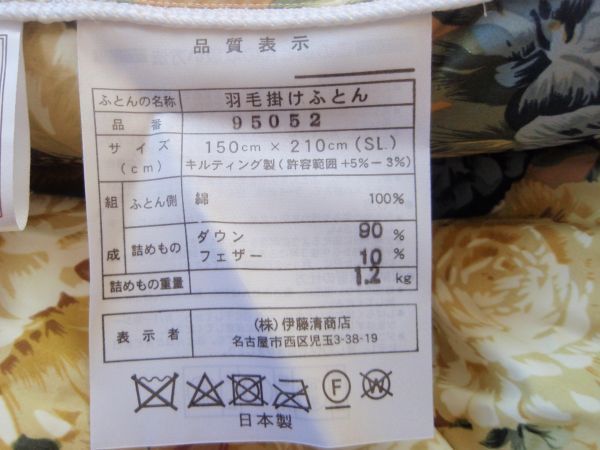 品質表示
ふとんの名称 羽毛掛けふとん
品番 95052
サイズ(cm) 150cm × 210cm (SL.)
キルティング製(許容範囲+5%-3%)
組成 ふとん側 綿 100%
詰めもの ダウン 90%
フェザー 10%
詰めもの重量 1.2kg
表示者 (株)伊藤清商店
名古屋市西区児玉3-38-19
F W
日本製